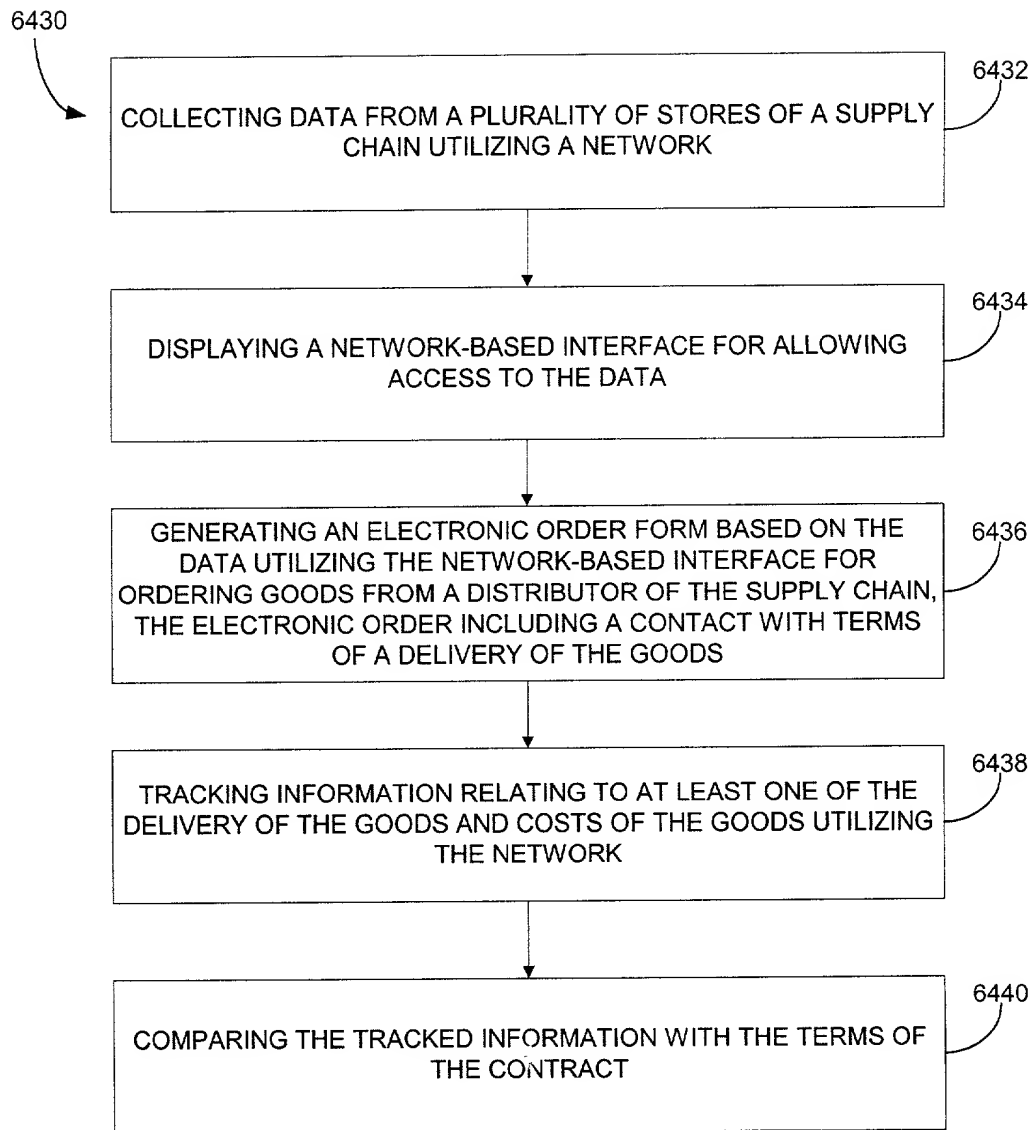 6430
6432
COLLECTING DATA FROM A PLURALITY OF STORES OF A SUPPLY
CHAIN UTILIZING A NETWORK
6434
DISPLAYING A NETWORK-BASED INTERFACE FOR ALLOWING
ACCESS TO THE DATA
6436
GENERATING AN ELECTRONIC ORDER FORM BASED ON THE
DATA UTILIZING THE NETWORK-BASED INTERFACE FOR
ORDERING GOODS FROM A DISTRIBUTOR OF THE SUPPLY CHAIN,
THE ELECTRONIC ORDER INCLUDING A CONTACT WITH TERMS
OF A DELIVERY OF THE GOODS
6438
TRACKING INFORMATION RELATING TO AT LEAST ONE OF THE
DELIVERY OF THE GOODS AND COSTS OF THE GOODS UTILIZING
THE NETWORK
6440
COMPARING THE TRACKED INFORMATION WITH THE TERMS OF
THE CONTRACT